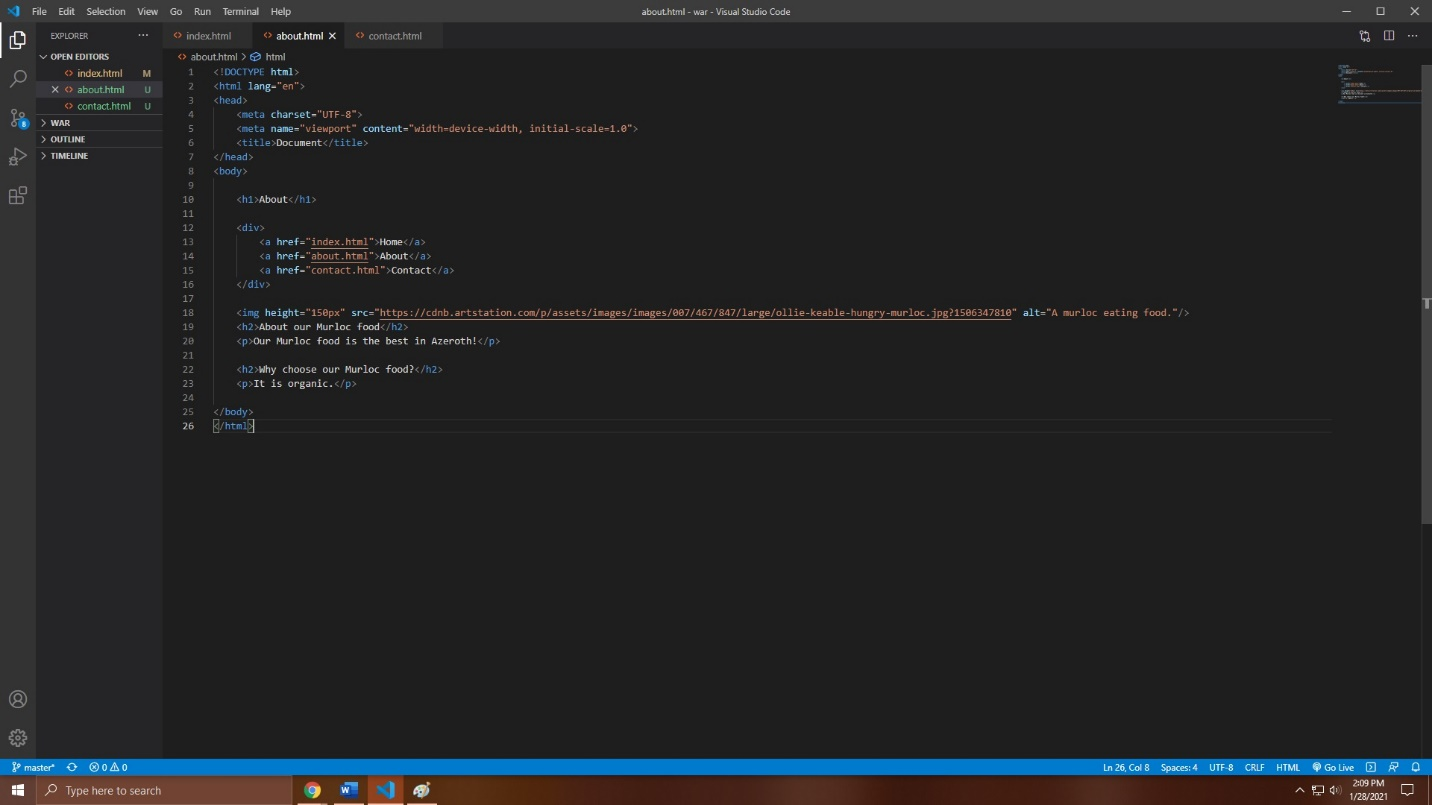 File Edit Selection View Go Run Terminal Help
about.html - war - Visual Studio Code
EXPLORER
OPEN EDITORS
index.html M
about.html U
contact.html U
WAR
OUTLINE
TIMELINE
8
index.html about.html contact.html
about.html > html
1 <!DOCTYPE html>
2 <html lang="en">
3 <head>
4 <meta charset="UTF-8">
5 <meta name="viewport" content="width=device-width, initial-scale=1.0">
6 <title>Document</title>
7 </head>
8 <body>
9
10 <h1>About</h1>
11
12 <div>
13 <a href="index.html">Home</a>
14 <a href="about.html">About</a>
15 <a href="contact.html">Contact</a>
16 </div>
17
18 <img height="150px" src="https://cdnb.artstation.com/p/assets/images/images/007/467/847/large/ollie-keable-hungry-murloc.jpg?1506347810" alt="A murloc eating food."/>
19 <h2>About our Murloc food</h2>
20 <p>Our Murloc food is the best in Azeroth!</p>
21
22 <h2>Why choose our Murloc food?</h2>
23 <p>It is organic.</p>
24
25 </body>
26 </html>
master* 0 0 Ln 26, Col 8 Spaces: 4 UTF-8 CRLF HTML Go Live
Type here to search
2:09 PM
1/28/2021